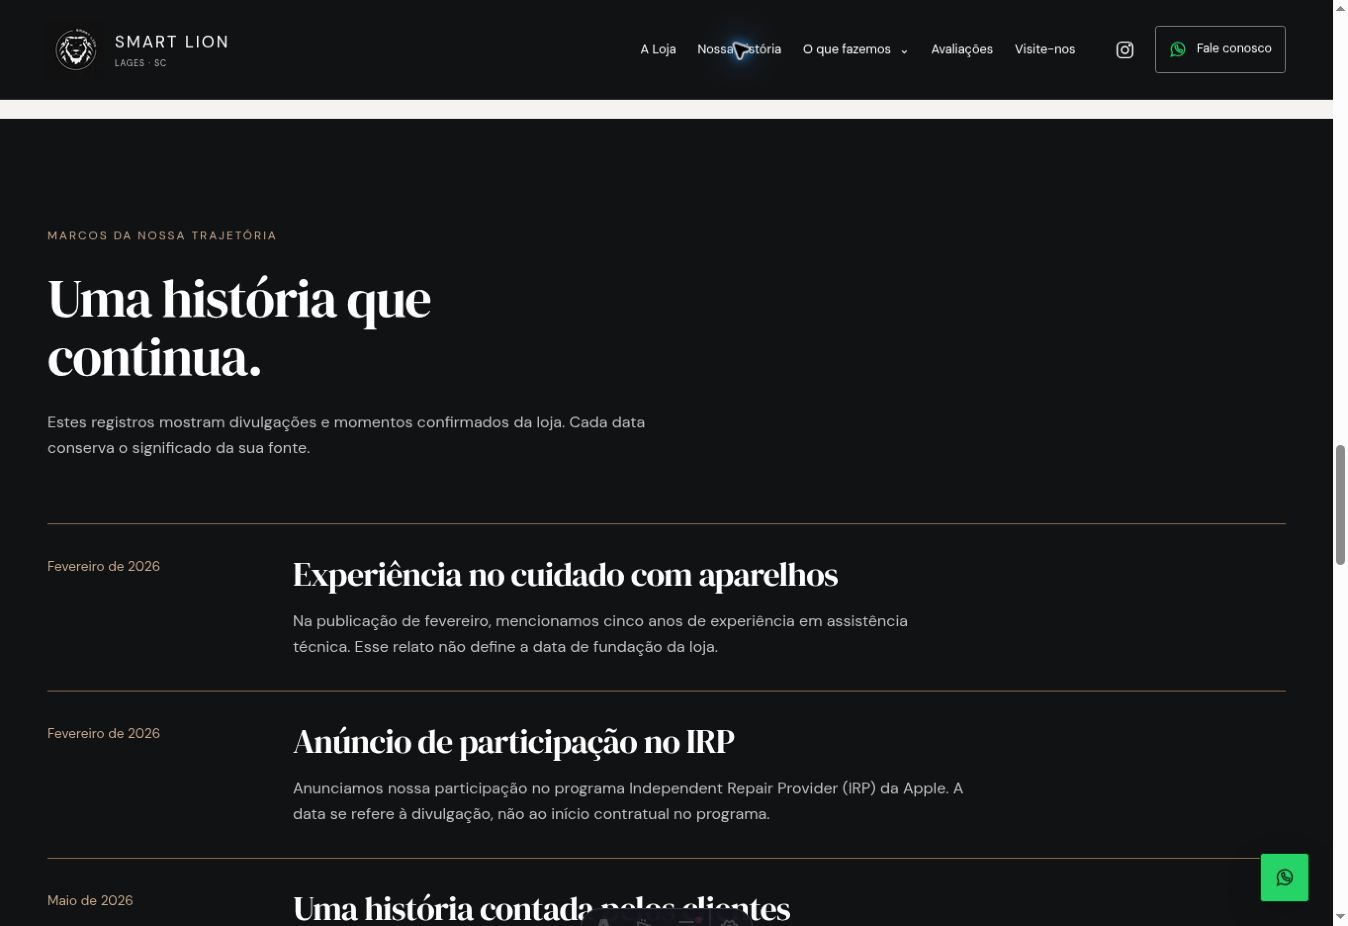 SMART LION
LAGES · SC
A Loja
Nossa stória
O que fazemos
Avaliações
Visite-nos
Fale conosco
MARCOS DA NOSSA TRAJETÓRIA
Uma história que
continua.
Estes registros mostram divulgações e momentos confirmados da loja. Cada data
conserva o significado da sua fonte.
Fevereiro de 2026
Experiência no cuidado com aparelhos
Na publicação de fevereiro, mencionamos cinco anos de experiência em assistência
técnica. Esse relato não define a data de fundação da loja.
Fevereiro de 2026
Anúncio de participação no IRP
Anunciamos nossa participação no programa Independent Repair Provider (IRP) da Apple. A
data se refere à divulgação, não ao início contratual no programa.
Maio de 2026
Uma história contada pelos clientes